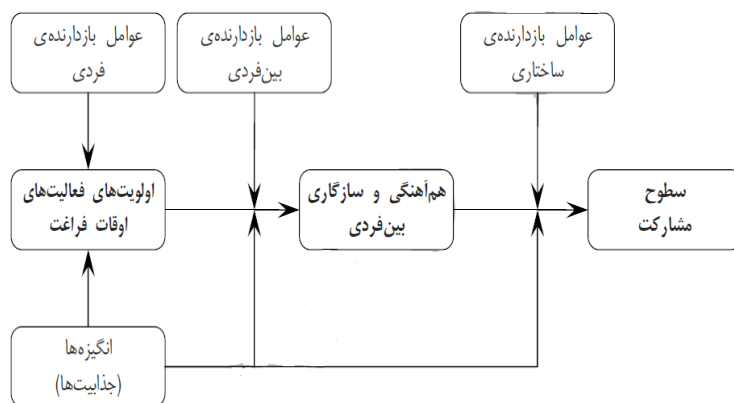 عوامل بازدارنده‌ی
فردی
عوامل بازدارنده‌ی
بین‌فردی
عوامل بازدارنده‌ی
ساختاری
اولویت‌های فعالیت‌های
اوقات فراغت
هم‌آهنگی و سازگاری
بین‌فردی
سطوح
مشارکت
انگیزه‌ها
(جذابیت‌ها)